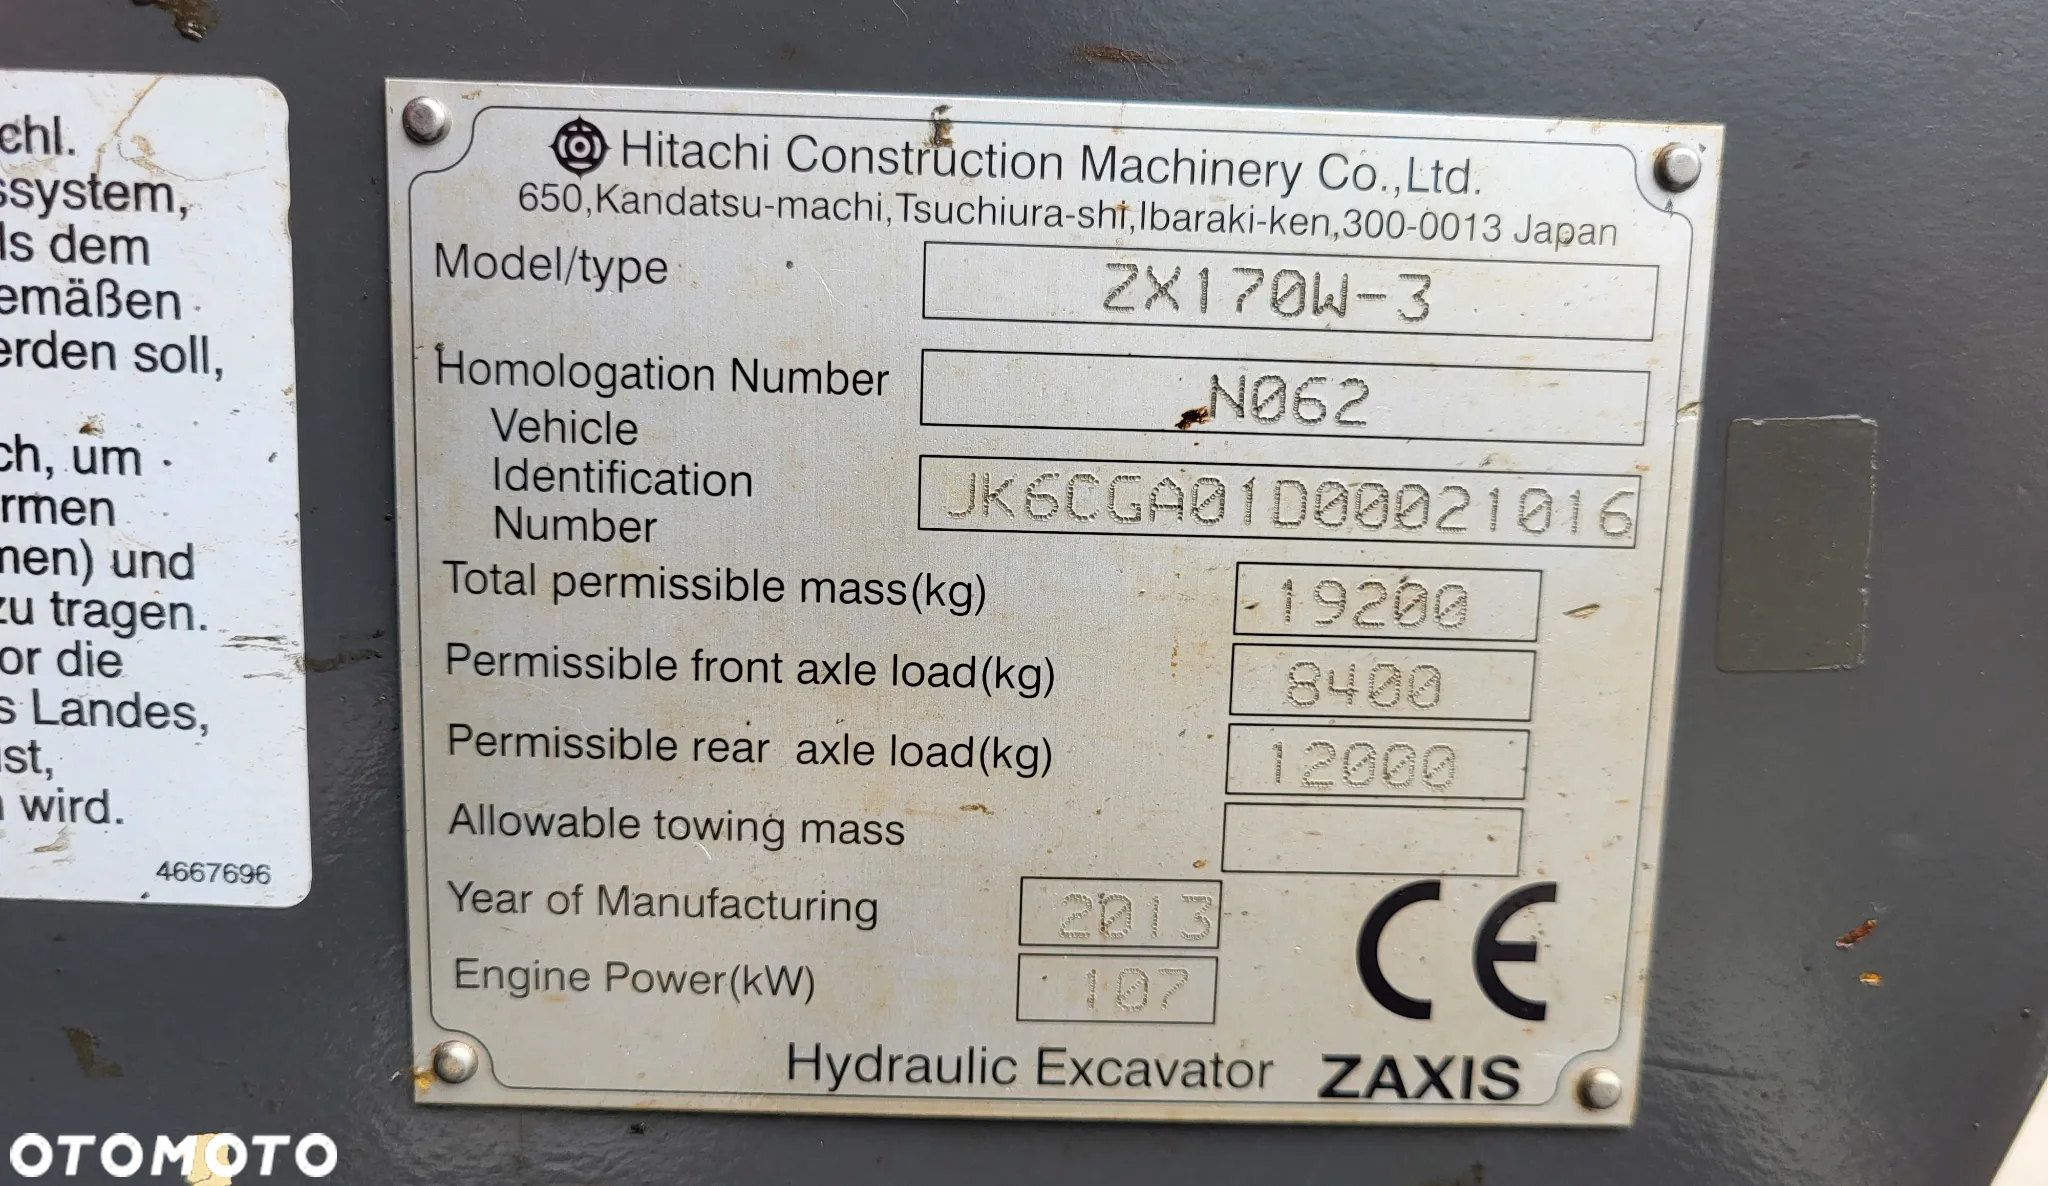 chl.
ssystem,
ls dem
emäßen
erden soll,
ch, um
rmen
men) und
zu tragen.
or die
s Landes,
ist,
n wird.
4667696
Hitachi Construction Machinery Co.,Ltd.
650,Kandatsu-machi,Tsuchiura-shi,Ibaraki-ken,300-0013 Japan
Model/type ZX170W-3
Homologation Number N062
Vehicle
Identification JK6CGA01D00021016
Number
Total permissible mass(kg) 19200
Permissible front axle load(kg) 8400
Permissible rear axle load(kg) 12000
Allowable towing mass
Year of Manufacturing 2013
Engine Power(kW) 107
CE
Hydraulic Excavator ZAXIS
OTOMOTO